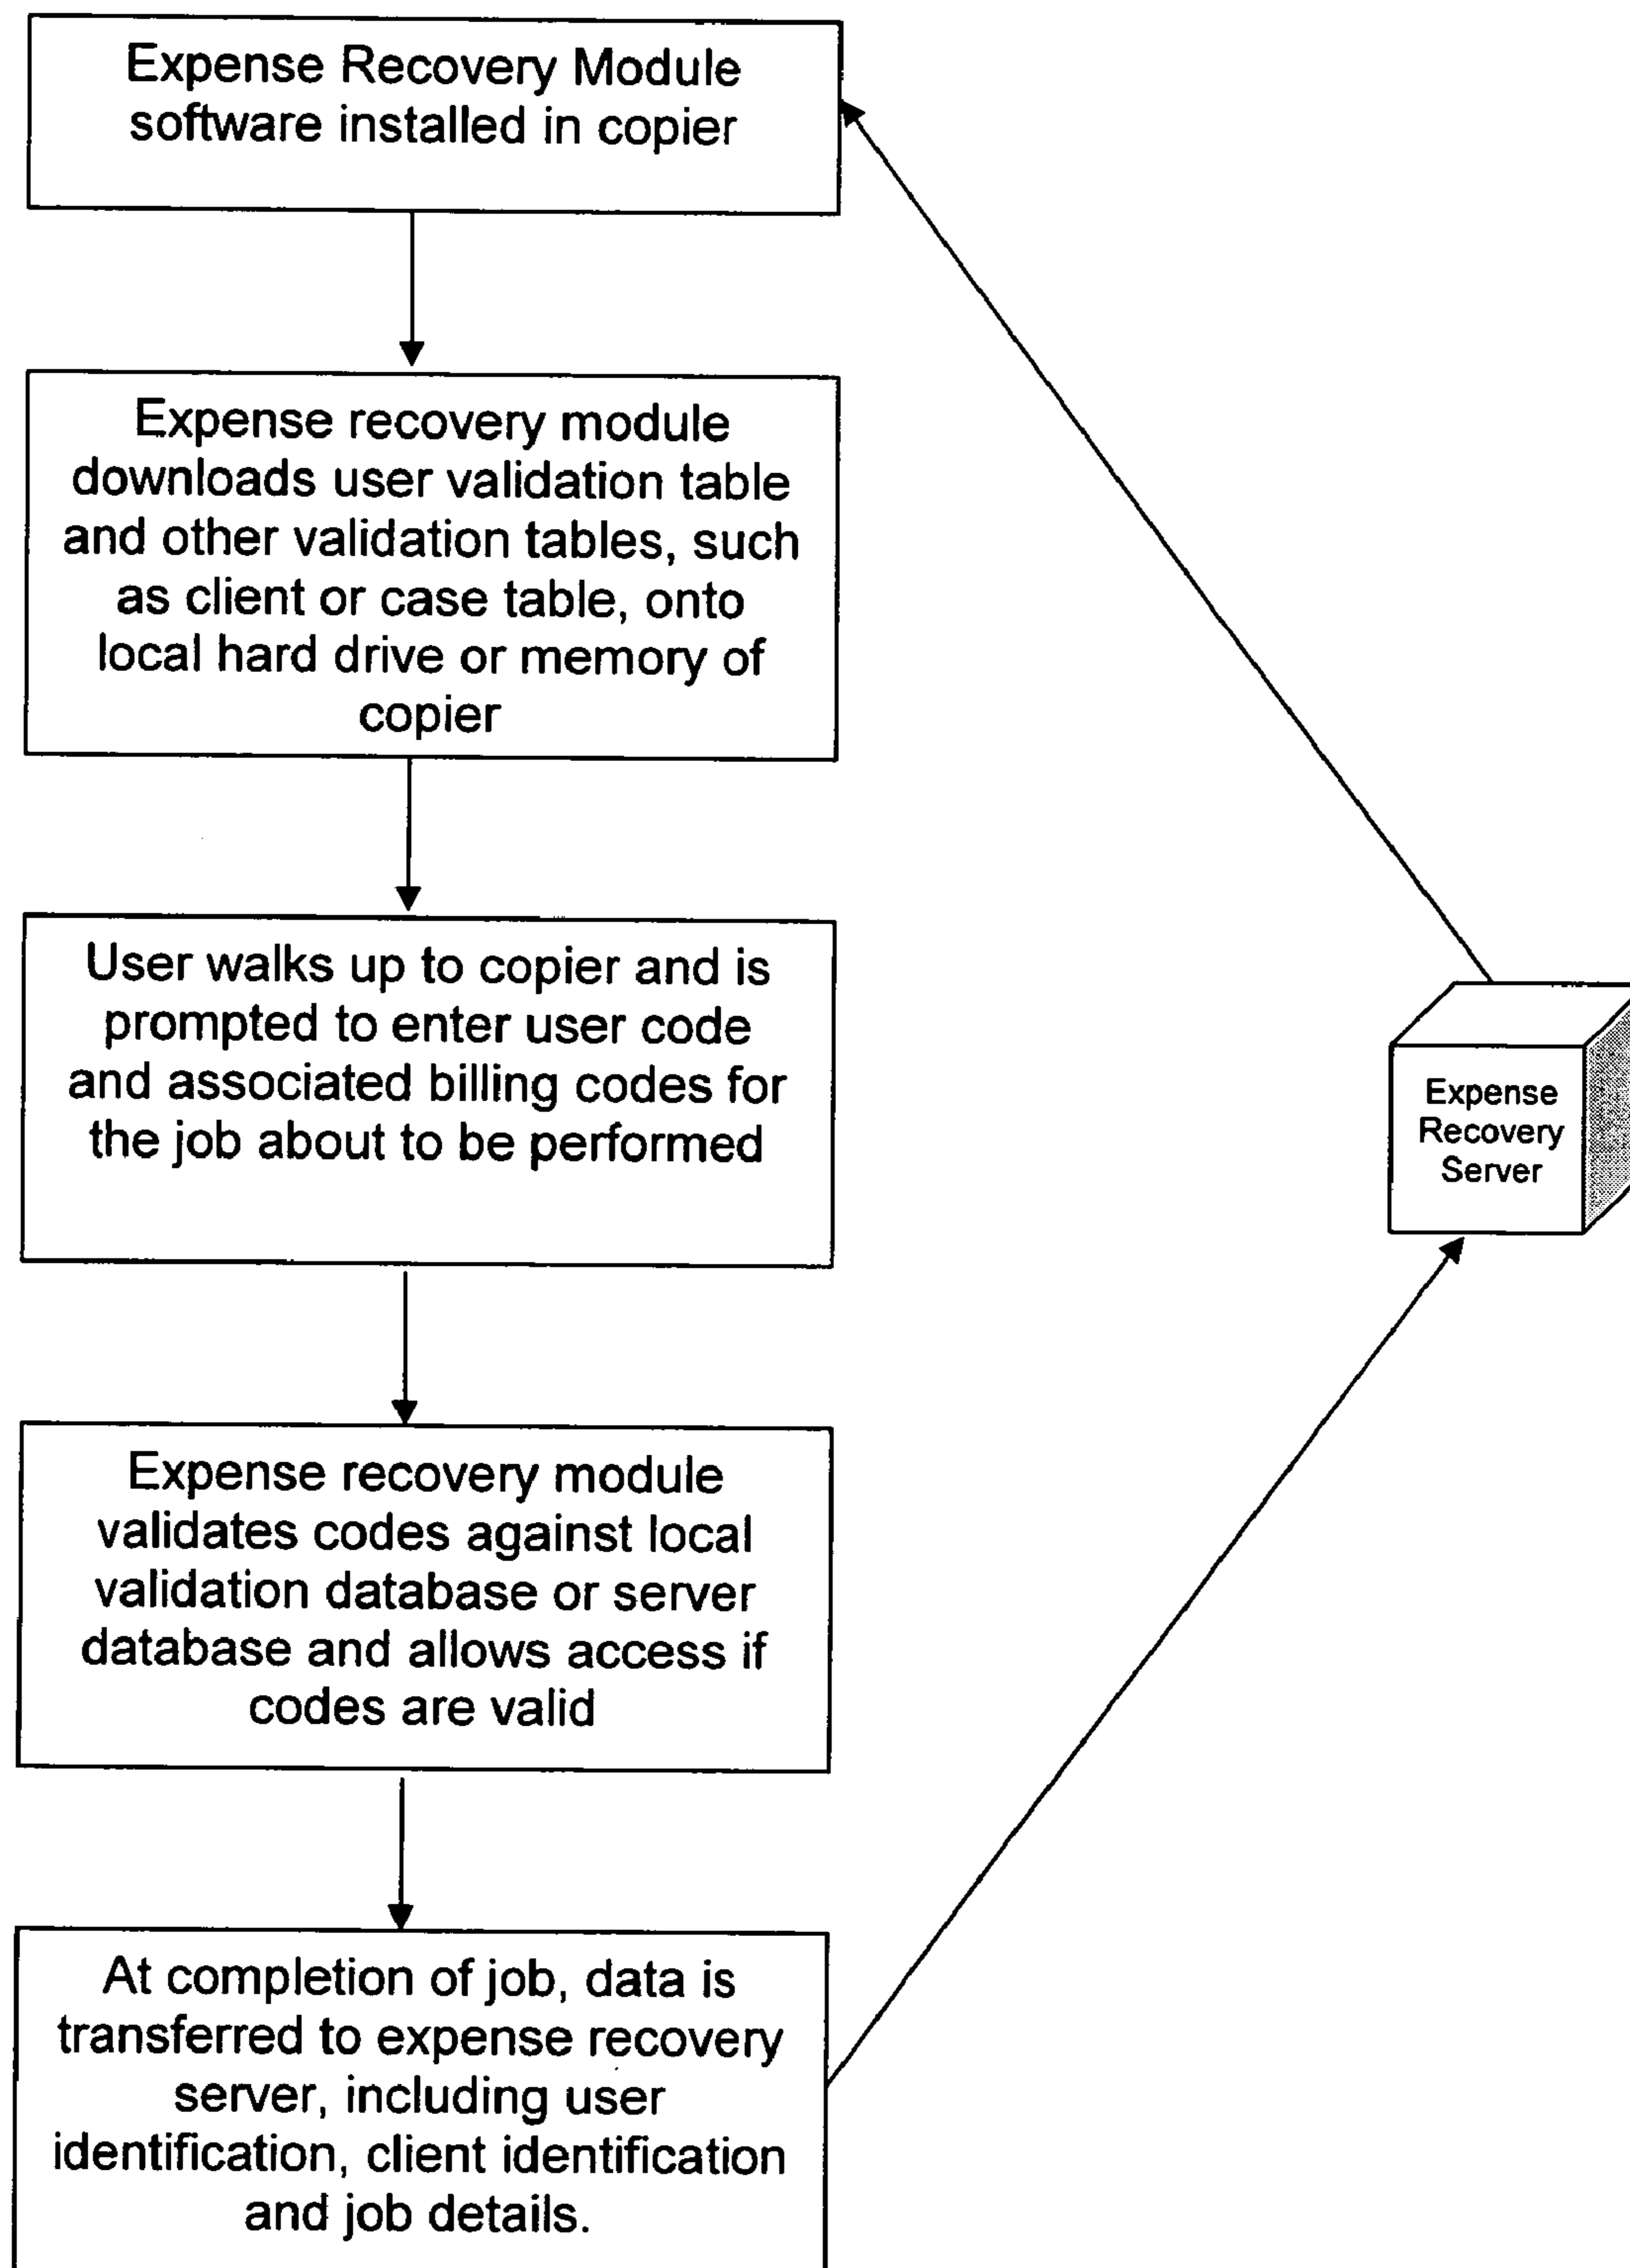 Expense Recovery Module
software installed in copier
Expense recovery module
downloads user validation table
and other validation tables, such
as client or case table, onto
local hard drive or memory of
copier
User walks up to copier and is
prompted to enter user code
and associated billing codes for
the job about to be performed
Expense
Recovery
Server
Expense recovery module
validates codes against local
validation database or server
database and allows access if
codes are valid
At completion of job, data is
transferred to expense recovery
server, including user
identification, client identification
and job details.